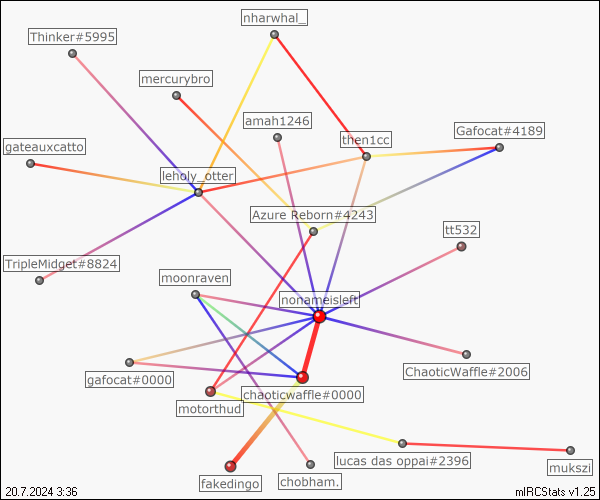 nharwhal_
Thinker#5995
mercurybro
amah1246
Gafocat#4189
then1cc
gateauxcatto
leholy_otter
Azure Reborn#4243
tt532
TripleMidget#8824
moonraven
nonameisleft
gafocat#0000
ChaoticWaffle#2006
chaoticwaffle#0000
motorthud
lucas das oppai#2396
mukszi
fakedingo
chobham.
20.7.2024 3:36
mIRCStats v1.25